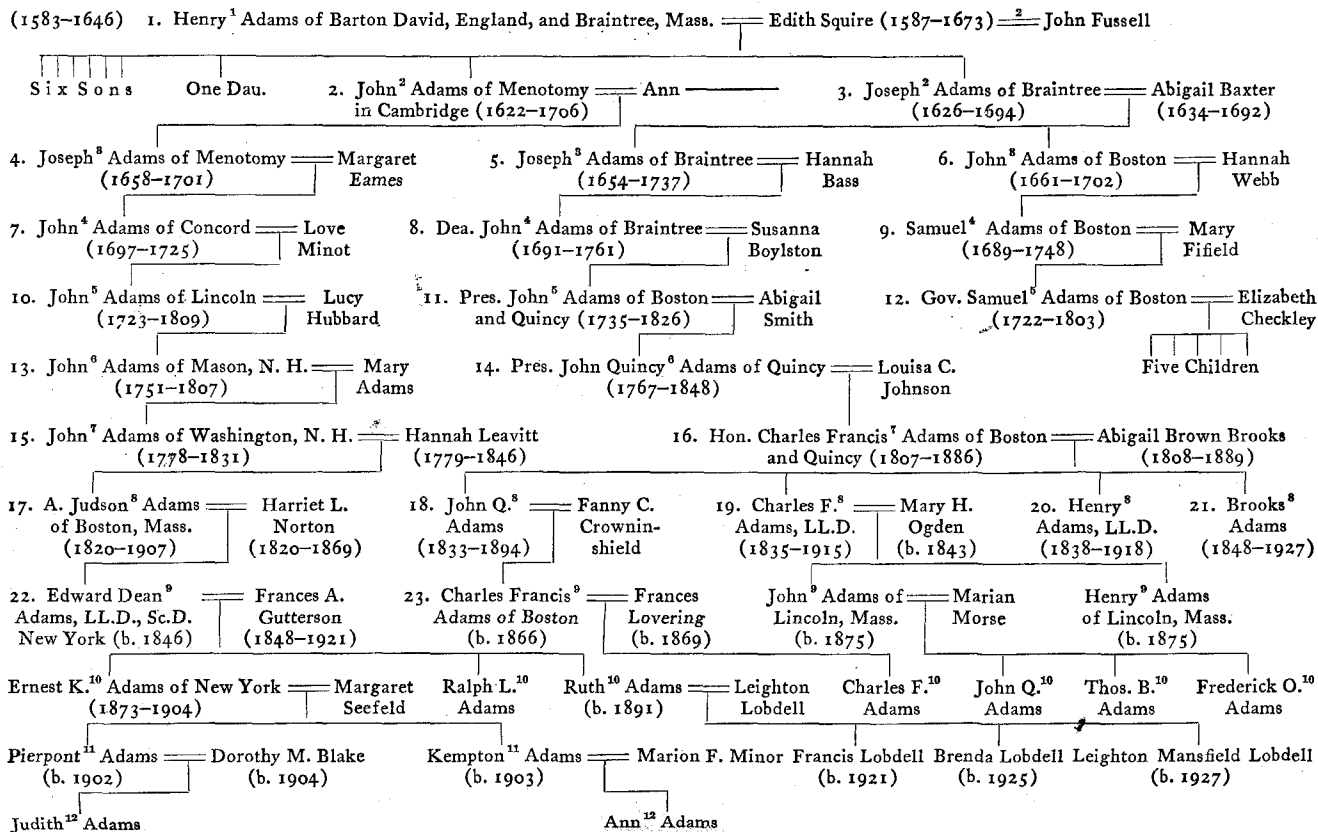 (1583–1646) 1. Henry¹ Adams of Barton David, England, and Braintree, Mass. Edith Squire (1587–1673) ² John Fussell
Six Sons One Dau. 2. John² Adams of Menotomy Ann 3. Joseph² Adams of Braintree Abigail Baxter
in Cambridge (1622–1706) (1626–1694) (1634–1692)
4. Joseph³ Adams of Menotomy Margaret 5. Joseph³ Adams of Braintree Hannah 6. John³ Adams of Boston Hannah
(1658–1701) Eames (1654–1737) Bass (1661–1702) Webb
7. John⁴ Adams of Concord Love 8. Dea. John⁴ Adams of Braintree Susanna 9. Samuel⁴ Adams of Boston Mary
(1697–1725) Minot (1691–1761) Boylston (1689–1748) Fifield
10. John⁵ Adams of Lincoln Lucy 11. Pres. John⁵ Adams of Boston Abigail 12. Gov. Samuel⁵ Adams of Boston Elizabeth
(1723–1809) Hubbard and Quincy (1735–1826) Smith (1722–1803) Checkley
13. John⁶ Adams of Mason, N. H. Mary 14. Pres. John Quincy⁶ Adams of Quincy Louisa C. Five Children
(1751–1807) Adams (1767–1848) Johnson
15. John⁷ Adams of Washington, N. H. Hannah Leavitt 16. Hon. Charles Francis⁷ Adams of Boston Abigail Brown Brooks
(1778–1831) (1779–1846) and Quincy (1807–1886) (1808–1889)
17. A. Judson⁸ Adams Harriet L. 18. John Q.⁸ Fanny C. 19. Charles F.⁸ Mary H. 20. Henry⁸ 21. Brooks⁸
of Boston, Mass. Norton Adams Crownin- Adams, LL.D. Ogden Adams, LL.D. Adams
(1820–1907) (1820–1869) (1833–1894) shield (1835–1915) (b. 1843) (1838–1918) (1848–1927)
22. Edward Dean⁹ Frances A. 23. Charles Francis⁹ Frances John⁹ Adams of Marian Henry⁹ Adams
Adams, LL.D., Sc.D. Gutterson Adams of Boston Lovering Lincoln, Mass. Morse of Lincoln, Mass.
New York (b. 1846) (1848–1921) (b. 1866) (b. 1869) (b. 1875) (b. 1875)
Ernest K.¹⁰ Adams of New York Margaret Ralph L.¹⁰ Ruth¹⁰ Adams Leighton Charles F.¹⁰ John Q.¹⁰ Thos. B.¹⁰ Frederick O.¹⁰
(1873–1904) Seefeld Adams (b. 1891) Lobdell Adams Adams Adams Adams
Pierpont¹¹ Adams Dorothy M. Blake Kempton¹¹ Adams Marion F. Minor Francis Lobdell Brenda Lobdell Leighton Mansfield Lobdell
(b. 1902) (b. 1904) (b. 1903) (b. 1921) (b. 1925) (b. 1927)
Judith¹² Adams Ann¹² Adams